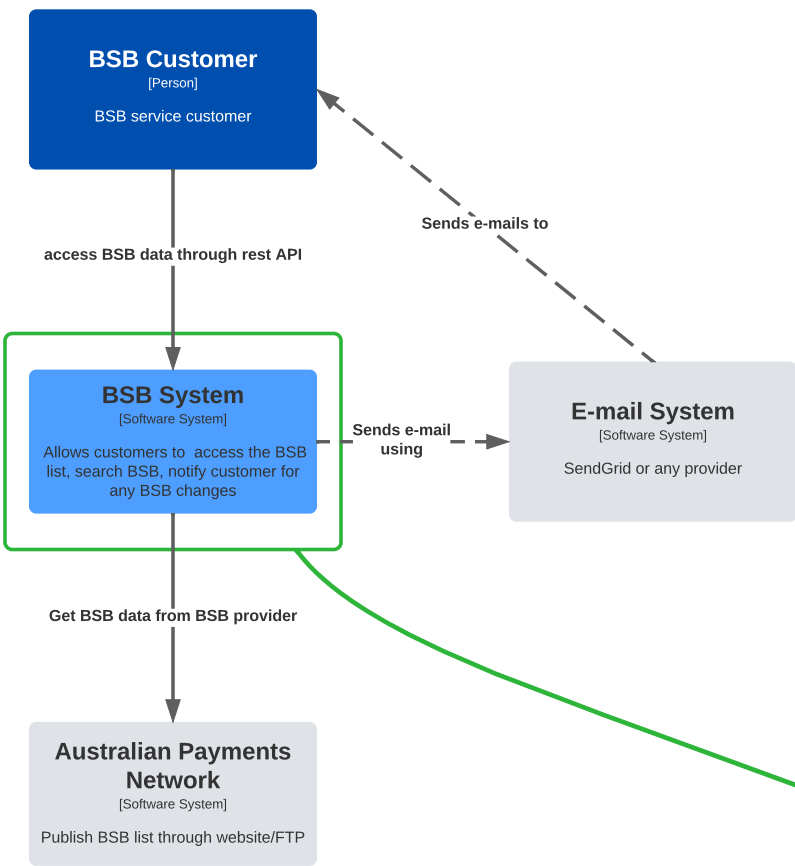 BSB Customer
[Person]
BSB service customer
Sends e-mails to
access BSB data through rest API
BSB System
[Software System]
Allows customers to  access the BSB
list, search BSB, notify customer for
any BSB changes
Sends e-mail
using
E-mail System
[Software System]
SendGrid or any provider
Get BSB data from BSB provider
Australian Payments
Network
[Software System]
Publish BSB list through website/FTP